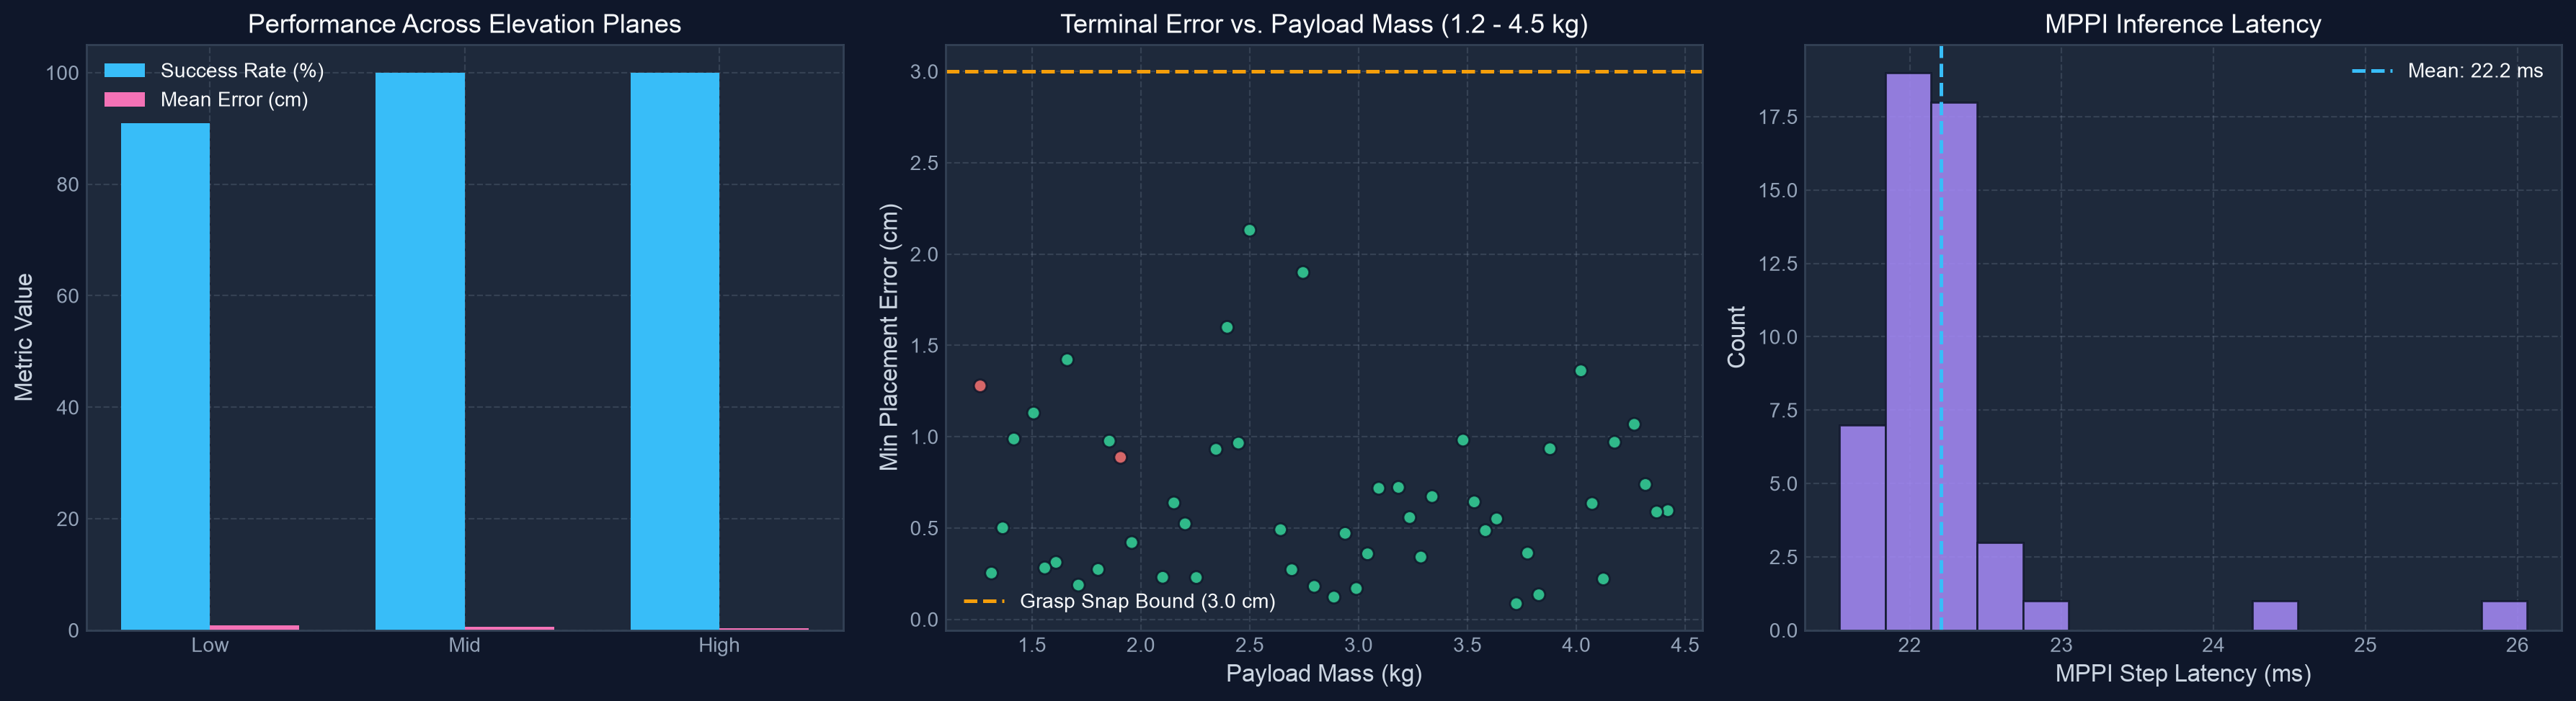 Performance Across Elevation Planes
Success Rate (%)
Mean Error (cm)
Metric Value
100
80
60
40
20
0
Low Mid High
Terminal Error vs. Payload Mass (1.2 - 4.5 kg)
Min Placement Error (cm)
3.0
2.5
2.0
1.5
1.0
0.5
0.0
Grasp Snap Bound (3.0 cm)
1.5 2.0 2.5 3.0 3.5 4.0 4.5
Payload Mass (kg)
MPPI Inference Latency
Mean: 22.2 ms
Count
17.5
15.0
12.5
10.0
7.5
5.0
2.5
0.0
22 23 24 25 26
MPPI Step Latency (ms)